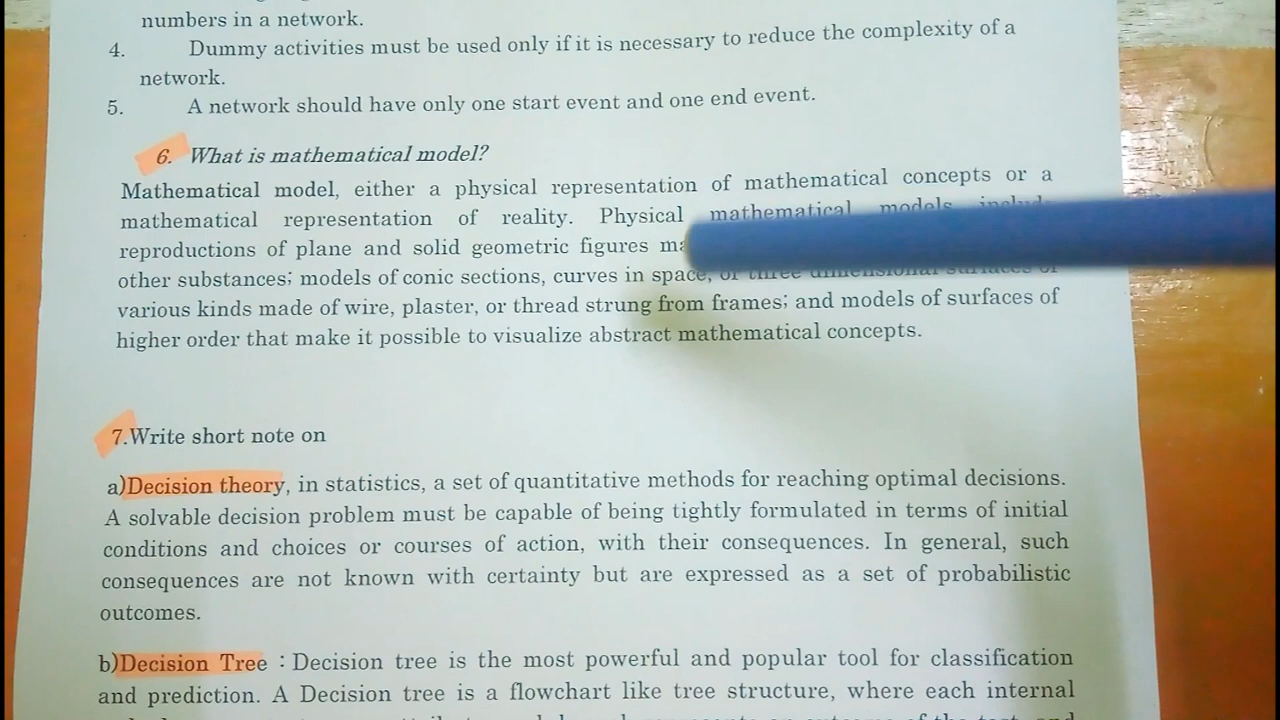 numbers in a network.
4. Dummy activities must be used only if it is necessary to reduce the complexity of a
network.
5. A network should have only one start event and one end event.
6. What is mathematical model?
Mathematical model, either a physical representation of mathematical concepts or a
mathematical representation of reality. Physical mathematical models include
reproductions of plane and solid geometric figures
other substances; models of conic sections, curves in space, or three dimensional surfaces of
various kinds made of wire, plaster, or thread strung from frames; and models of surfaces of
higher order that make it possible to visualize abstract mathematical concepts.
7.Write short note on
a)Decision theory, in statistics, a set of quantitative methods for reaching optimal decisions.
A solvable decision problem must be capable of being tightly formulated in terms of initial
conditions and choices or courses of action, with their consequences. In general, such
consequences are not known with certainty but are expressed as a set of probabilistic
outcomes.
b)Decision Tree : Decision tree is the most powerful and popular tool for classification
and prediction. A Decision tree is a flowchart like tree structure, where each internal